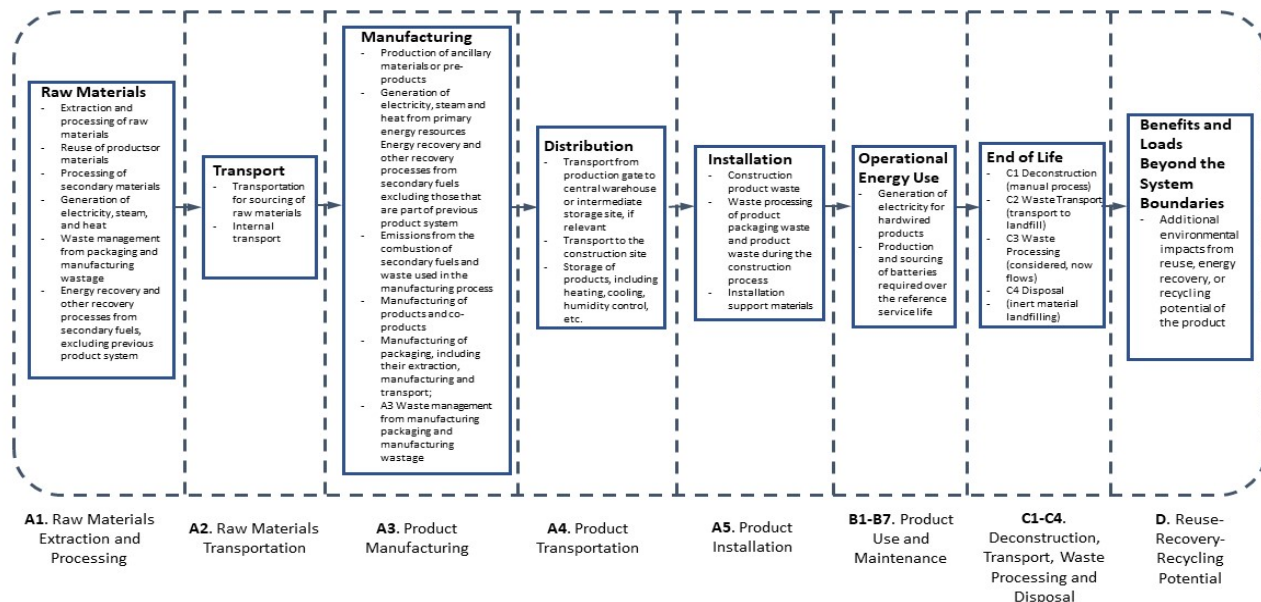 Raw Materials
- Extraction and
processing of raw
materials
- Reuse of productsor
materials
- Processing of
secondary materials
- Generation of
electricity, steam,
and heat
- Waste management
from packaging and
manufacturing
wastage
- Energy recovery and
other recovery
processes from
secondary fuels,
excluding previous
product system
Transport
- Transportation
for sourcing of
raw materials
- Internal
transport
Manufacturing
- Production of ancillary
materials or pre-
products
- Generation of
electricity, steam and
heat from primary
energy resources
Energy recovery and
other recovery
processes from
secondary fuels
excluding those that
are part of previous
product system
- Emissions from the
combustion of
secondary fuels and
waste used in the
manufacturing process
- Manufacturing of
products and co-
products
- Manufacturing of
packaging, including
their extraction,
manufacturing and
transport;
- A3 Waste management
from manufacturing
packaging and
manufacturing
wastage
Distribution
- Transport from
production gate to
central warehouse
or intermediate
storage site, if
relevant
- Transport to the
construction site
- Storage of
products, including
heating, cooling,
humidity control,
etc.
Installation
- Construction
product waste
- Waste processing
of product
packaging waste
and product
waste during the
construction
process
- Installation
support materials
Operational
Energy Use
- Generation of
electricity for
hardwired
products
- Production
and sourcing
of batteries
required over
the reference
service life
End of Life
- C1 Deconstruction
(manual process)
- C2 Waste Transport
(transport to
landfill)
- C3 Waste
Processing
(considered, now
flows)
- C4 Disposal
- (inert material
landfilling)
Benefits and
Loads
Beyond the
System
Boundaries
- Additional
environmental
impacts from
reuse, energy
recovery, or
recycling
potential of
the product
A1. Raw Materials
Extraction and
Processing
A2. Raw Materials
Transportation
A3. Product
Manufacturing
A4. Product
Transportation
A5. Product
Installation
B1-B7. Product
Use and
Maintenance
C1-C4.
Deconstruction,
Transport, Waste
Processing and
Disposal
D. Reuse-
Recovery-
Recycling
Potential